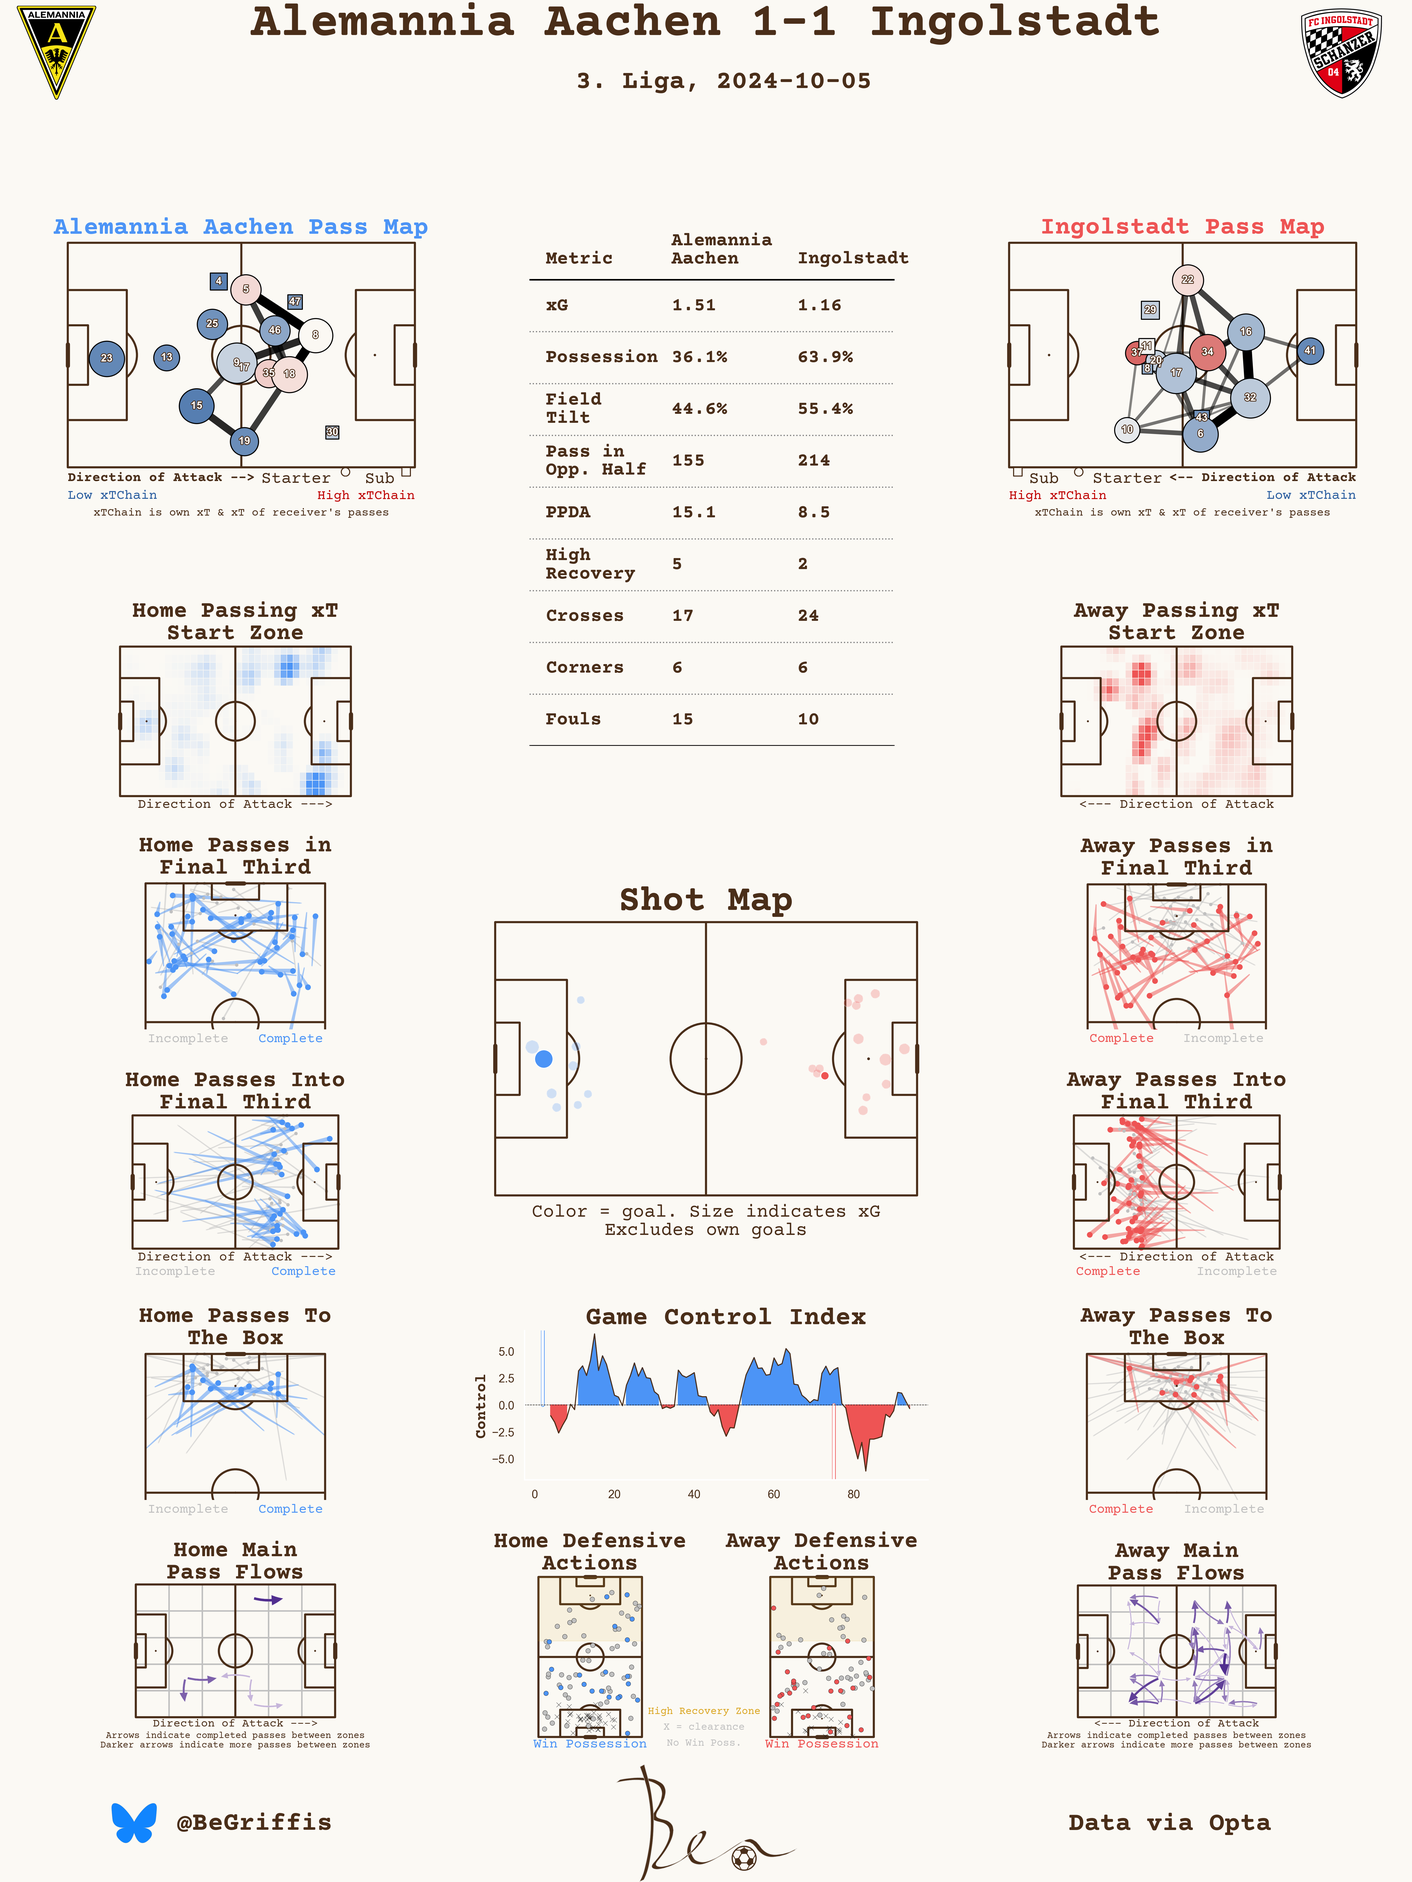 Alemannia Aachen 1-1 Ingolstadt
3. Liga, 2024-10-05
ALEMANNIA
A
FC INGOLSTADT
SCHANZER
04
Alemannia Aachen Pass Map
4
5
47
25
46
8
23
13
9
17
35
18
15
19
30
Direction of Attack --> Starter Sub
Low xTChain High xTChain
xTChain is own xT & xT of receiver's passes
Metric Alemannia Aachen Ingolstadt
xG 1.51 1.16
Possession 36.1% 63.9%
Field Tilt 44.6% 55.4%
Pass in Opp. Half 155 214
PPDA 15.1 8.5
High Recovery 5 2
Crosses 17 24
Corners 6 6
Fouls 15 10
Ingolstadt Pass Map
22
29
16
37
11
20
8
34
41
17
32
43
10
6
Sub Starter <-- Direction of Attack
High xTChain Low xTChain
xTChain is own xT & xT of receiver's passes
Home Passing xT
Start Zone
Direction of Attack --->
Away Passing xT
Start Zone
<--- Direction of Attack
Home Passes in
Final Third
Incomplete Complete
Away Passes in
Final Third
Complete Incomplete
Shot Map
Color = goal. Size indicates xG
Excludes own goals
Home Passes Into
Final Third
Direction of Attack --->
Incomplete Complete
Away Passes Into
Final Third
<--- Direction of Attack
Complete Incomplete
Home Passes To
The Box
Incomplete Complete
Game Control Index
Control
5.0
2.5
0.0
−2.5
−5.0
0 20 40 60 80
Away Passes To
The Box
Complete Incomplete
Home Main
Pass Flows
Direction of Attack --->
Arrows indicate completed passes between zones
Darker arrows indicate more passes between zones
Home Defensive
Actions
Win Possession
Away Defensive
Actions
Win Possession
High Recovery Zone
X = clearance
No Win Poss.
Away Main
Pass Flows
<--- Direction of Attack
Arrows indicate completed passes between zones
Darker arrows indicate more passes between zones
@BeGriffis
Ben
Data via Opta